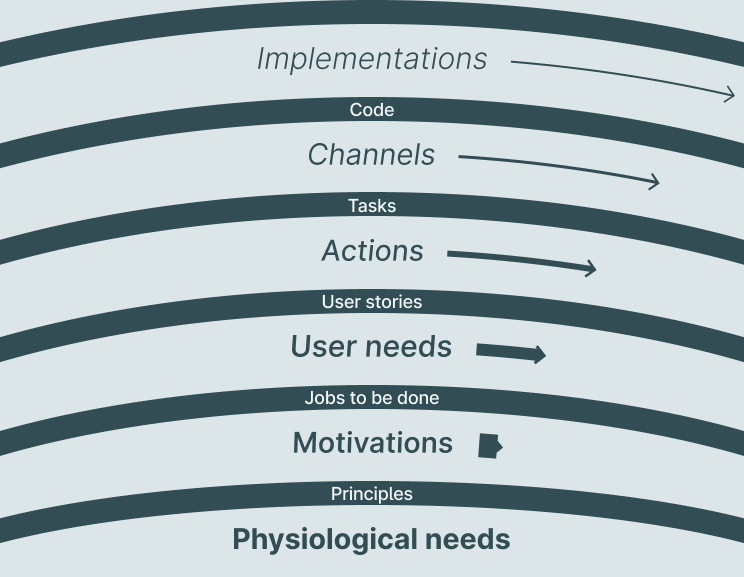 Implementations
Code
Channels
Tasks
Actions
User stories
User needs
Jobs to be done
Motivations
Principles
Physiological needs